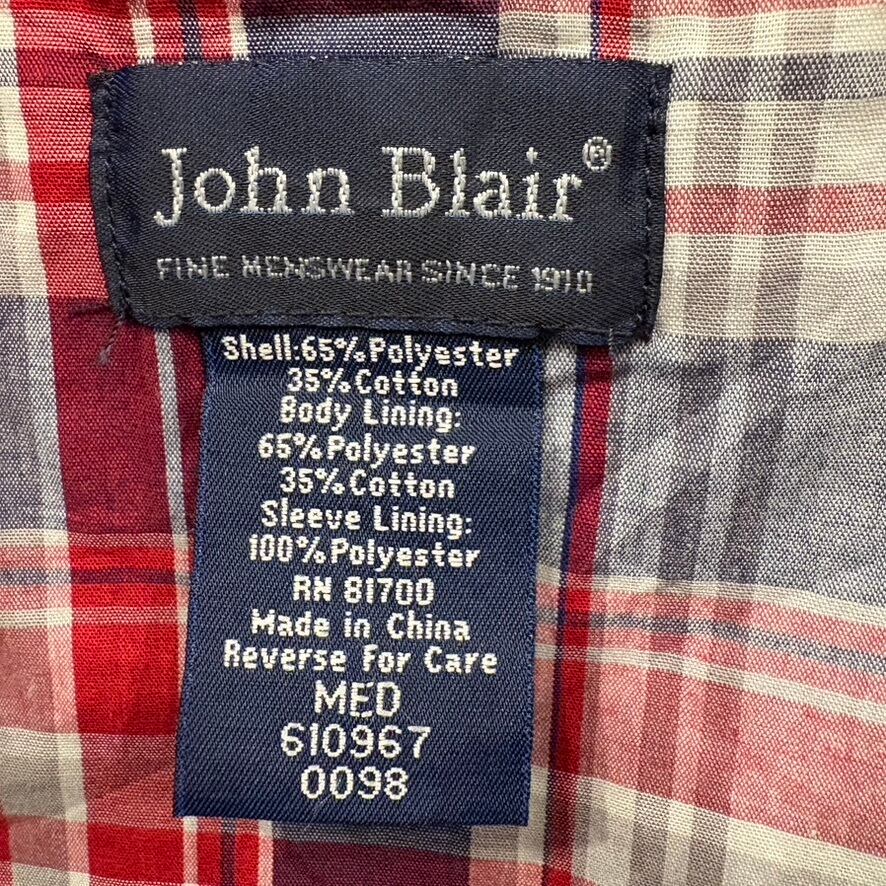 John Blair®
FINE MENSWEAR SINCE 1910
Shell:65%Polyester
35%Cotton
Body Lining:
65%Polyester
35%Cotton
Sleeve Lining:
100%Polyester
RN 81700
Made in China
Reverse For Care
MED
610967
0098